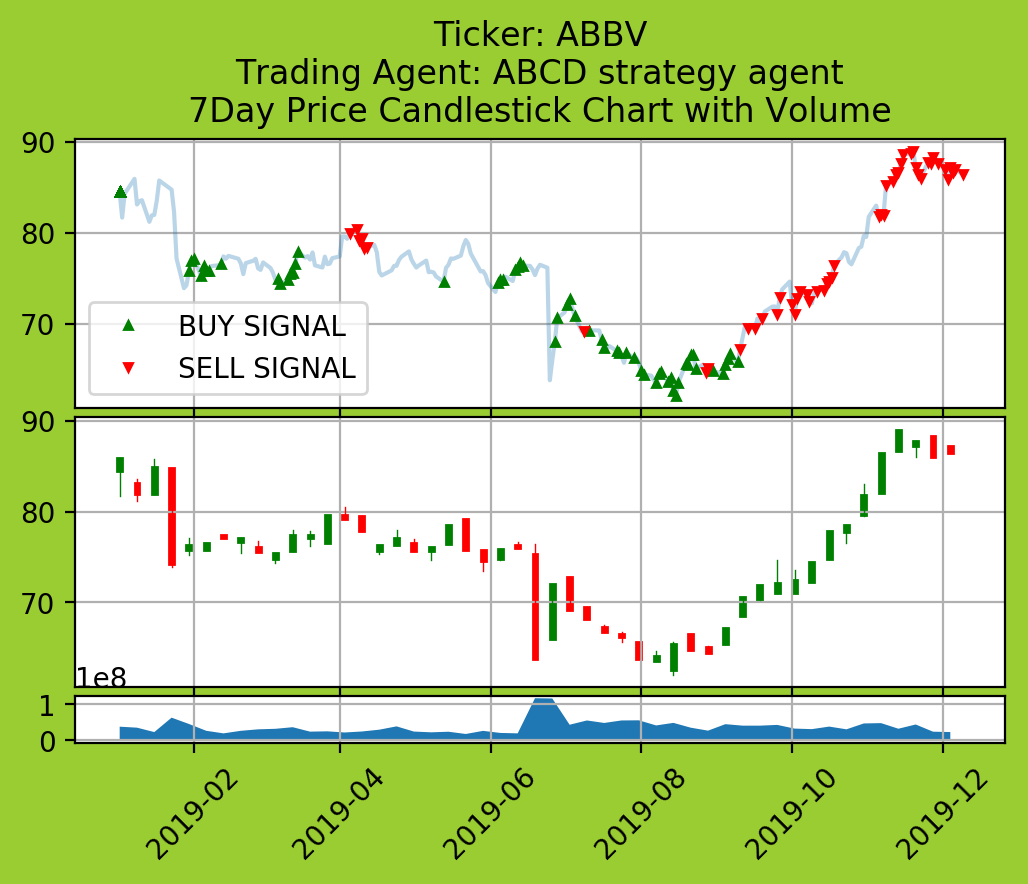 Ticker: ABBV
Trading Agent: ABCD strategy agent
7Day Price Candlestick Chart with Volume
90
80
70
BUY SIGNAL
SELL SIGNAL
90
80
70
1e8
1
0
2019-02
2019-04
2019-06
2019-08
2019-10
2019-12